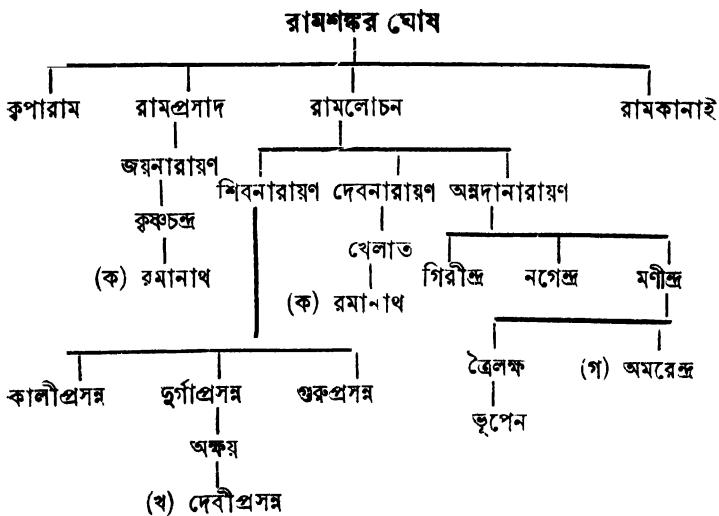 রামশঙ্কর ঘোষ
কৃপারাম রামপ্রসাদ রামলোচন রামকানাই
জয়নারায়ণ
শিবনারায়ণ দেবনারায়ণ অন্নদানারায়ণ
কৃষ্ণচন্দ্র
খেলাত
(ক) রমানাথ
গিরীন্দ্র নগেন্দ্র মণীন্দ্র
(ক) রমানাথ
ত্রৈলক্ষ (গ) অমরেন্দ্র
কালীপ্রসন্ন দুর্গাপ্রসন্ন গুরুপ্রসন্ন
ভূপেন
অক্ষয়
(খ) দেবীপ্রসন্ন